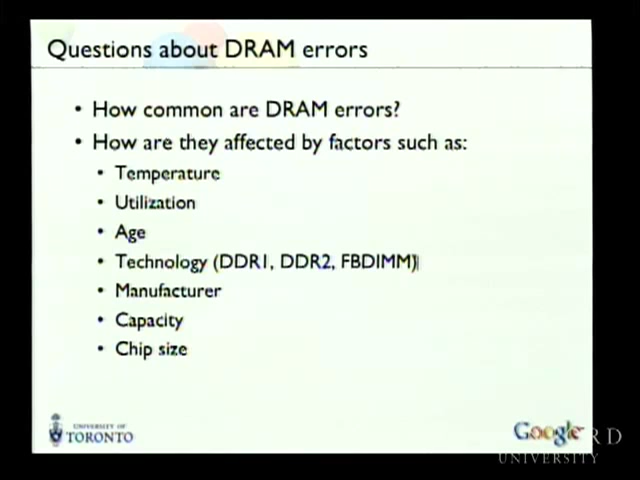 Questions about DRAM errors
• How common are DRAM errors?
• How are they affected by factors such as:
• Temperature
• Utilization
• Age
• Technology (DDR1, DDR2, FBDIMM)
• Manufacturer
• Capacity
• Chip size
UNIVERSITY OF
TORONTO
Google
RD
UNIVERSITY